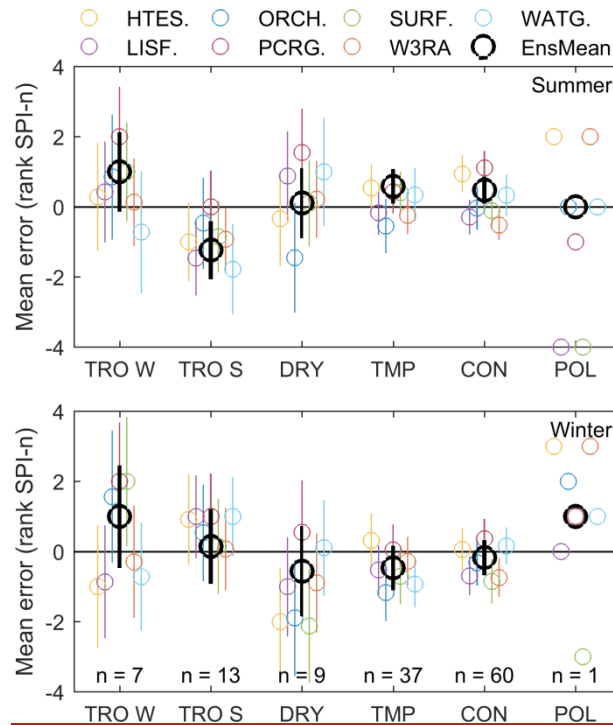 HTES. ORCH. SURF. WATG.
LISF. PCRG. W3RA EnsMean
4
Summer
2
0
-2
-4
Mean error (rank SPI-n)
TRO W TRO S DRY TMP CON POL
4
Winter
2
0
-2
-4
Mean error (rank SPI-n)
n = 7 n = 13 n = 9 n = 37 n = 60 n = 1
TRO W TRO S DRY TMP CON POL